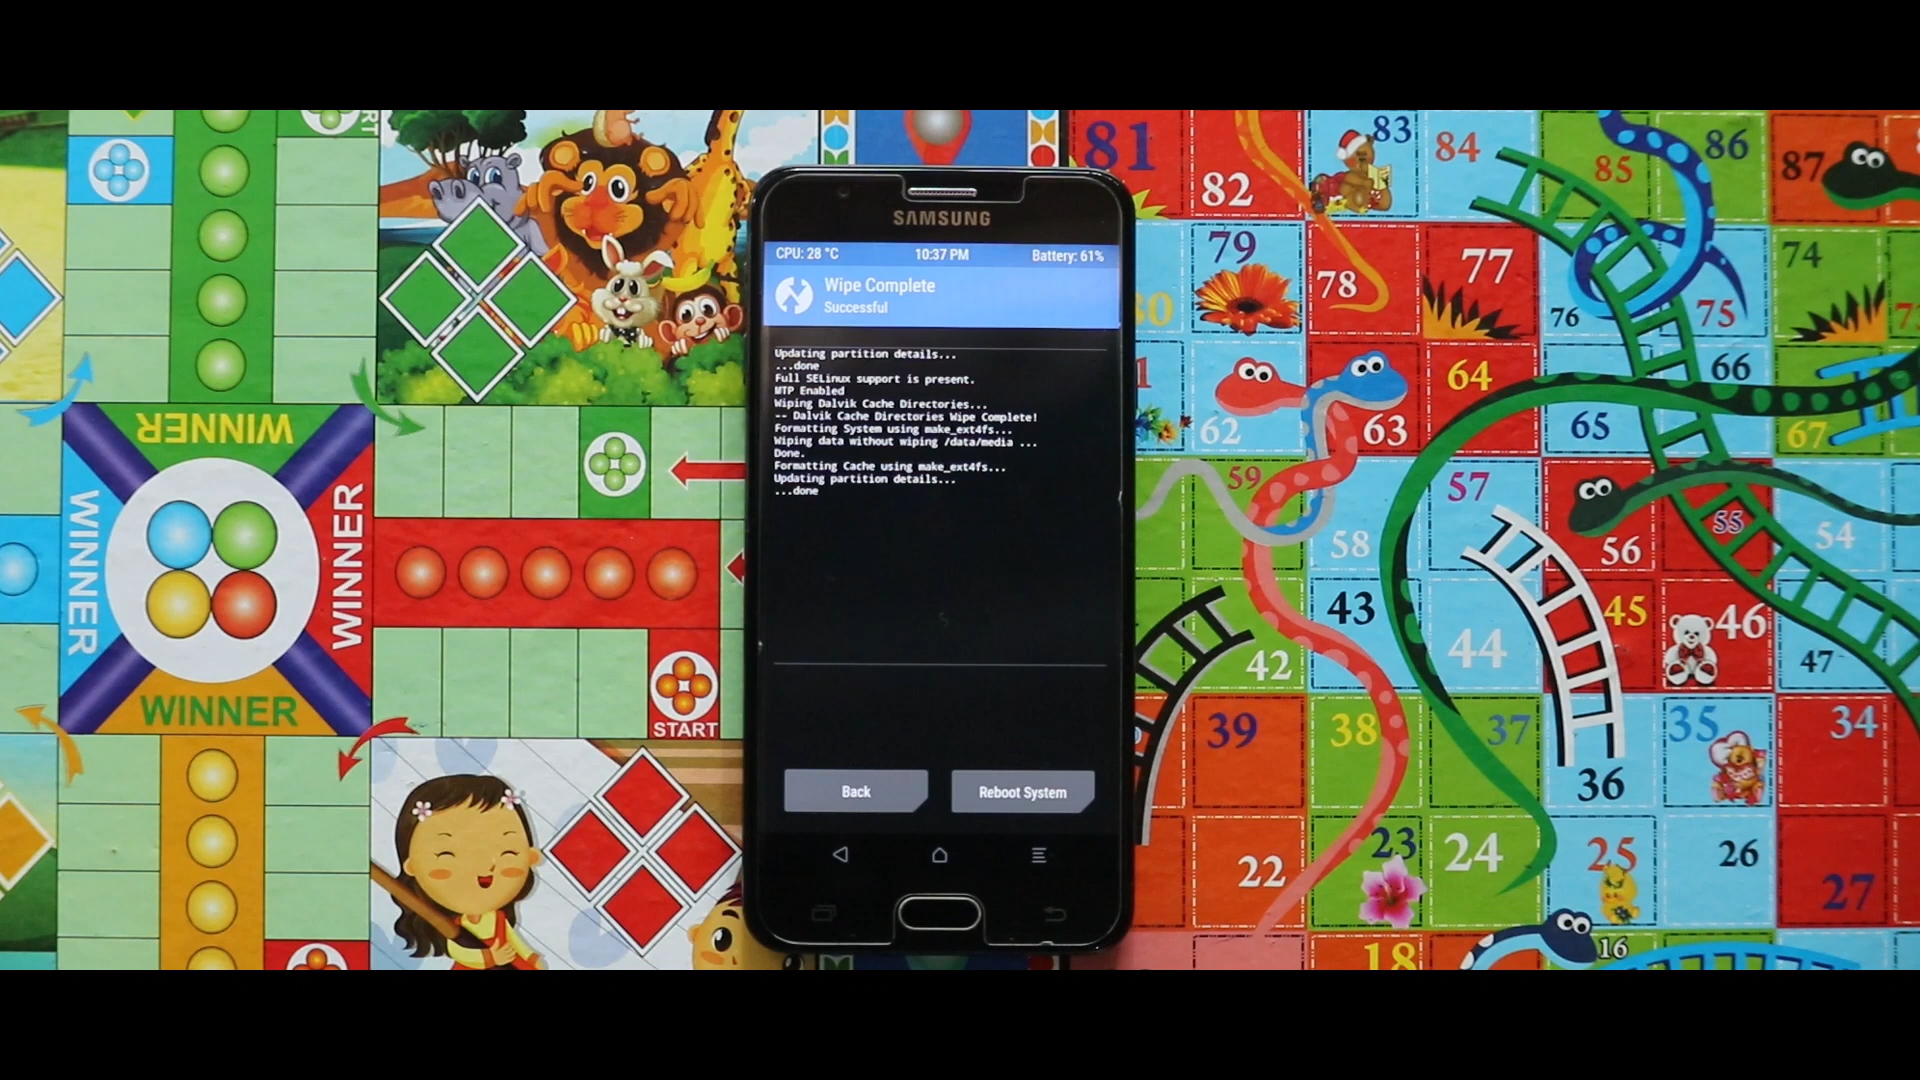 WINNER
WINNER
WINNER
WINNER
START
SAMSUNG
CPU: 28 °C 10:37 PM Battery: 61%
Wipe Complete
Successful
Updating partition details...
...done
Full SELinux support is present.
MTP Enabled
Wiping Dalvik Cache Directories...
-- Dalvik Cache Directories Wipe Complete!
Formatting System using make_ext4fs...
Wiping data without wiping /data/media ...
Done.
Formatting Cache using make_ext4fs...
Updating partition details...
...done
Back Reboot System
81 82 83 84 85 86 87
79 78 77 76 75 74
62 63 64 65 66 67
59 58 57 56 55 54
42 43 44 45 46 47
39 38 37 36 35 34
22 23 24 25 26 27
18 16